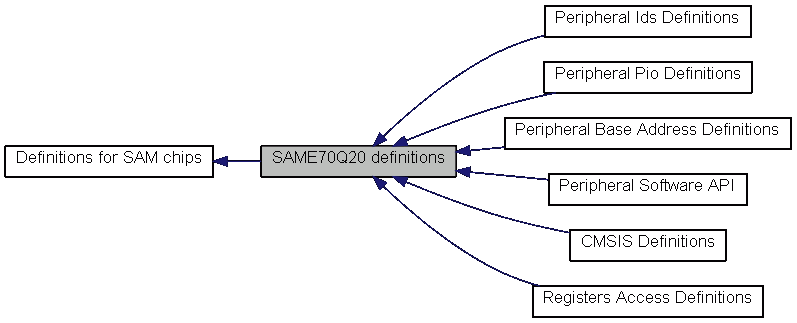 Peripheral Ids Definitions
Peripheral Pio Definitions
Peripheral Base Address Definitions
Definitions for SAM chips
SAME70Q20 definitions
Peripheral Software API
CMSIS Definitions
Registers Access Definitions